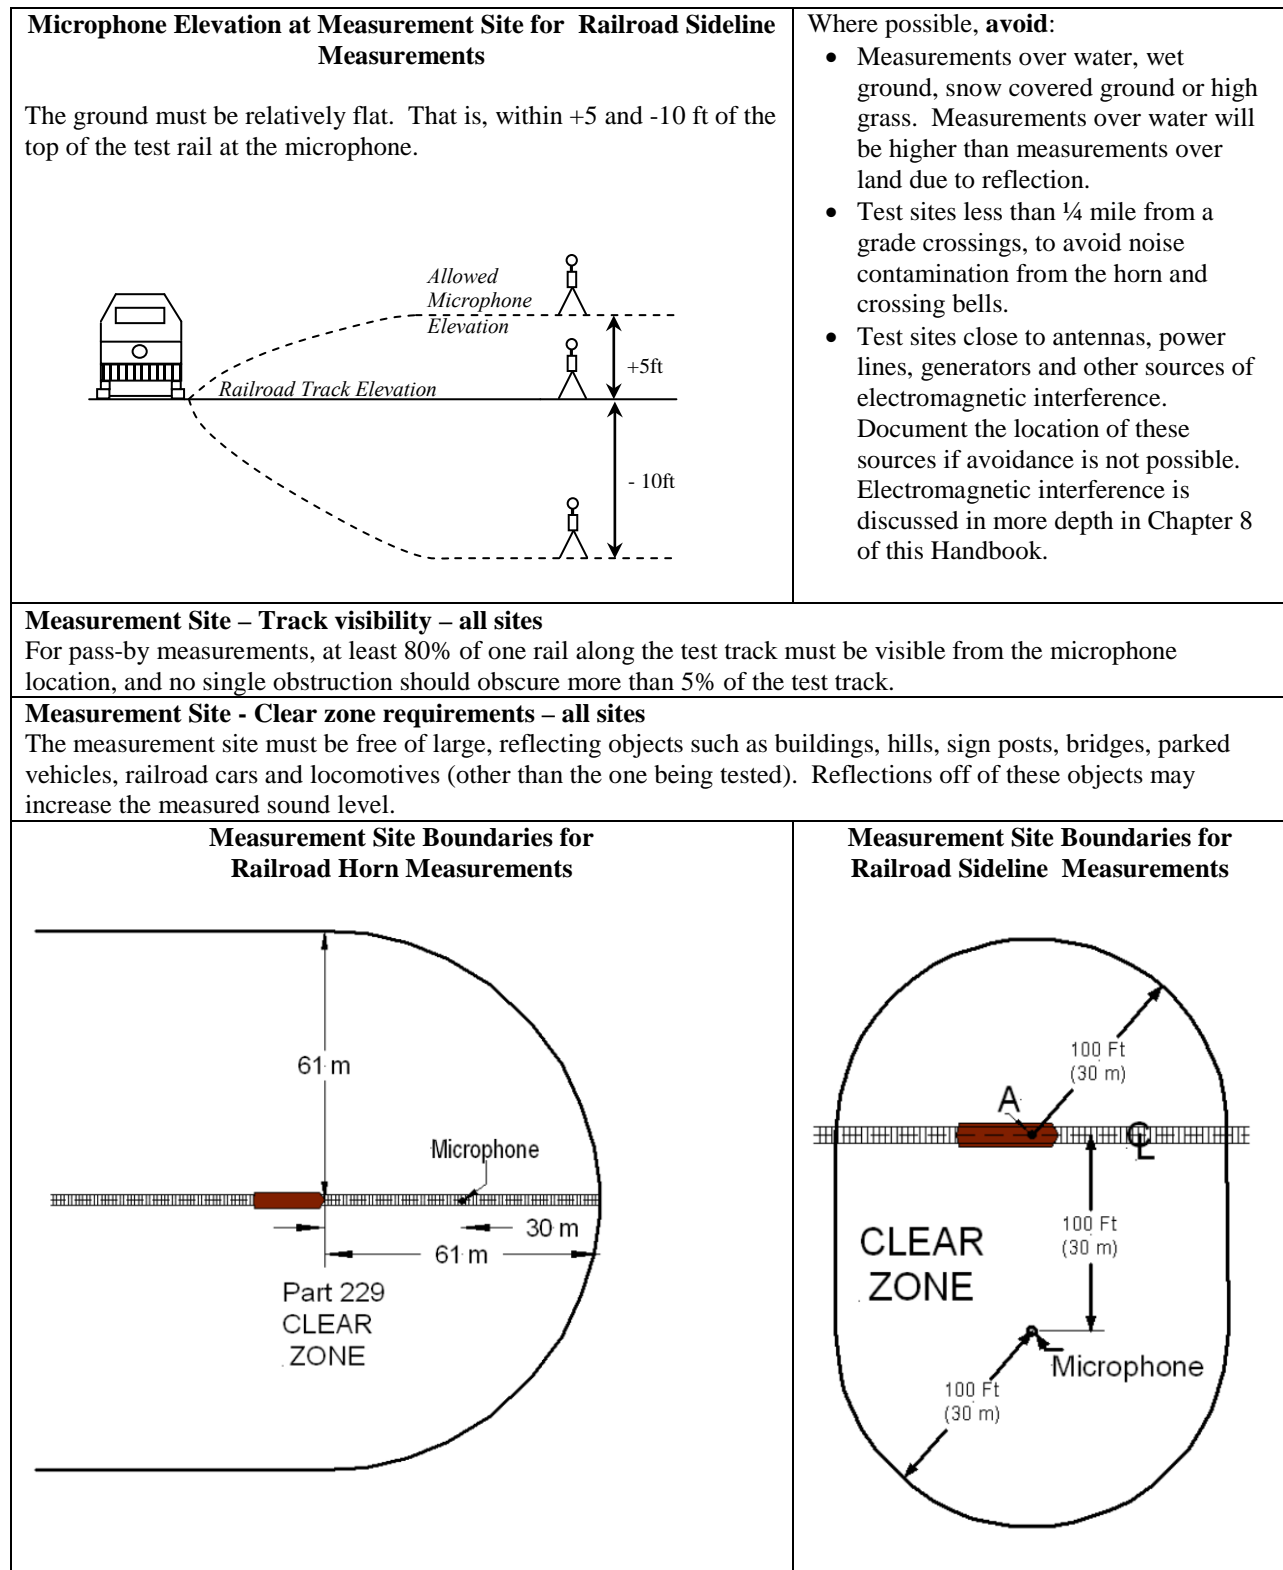 Microphone Elevation at Measurement Site for Railroad Sideline
Measurements
The ground must be relatively flat. That is, within +5 and -10 ft of the
top of the test rail at the microphone.
Allowed
Microphone
Elevation
+5ft
Railroad Track Elevation
- 10ft
Where possible, avoid:
• Measurements over water, wet
ground, snow covered ground or high
grass. Measurements over water will
be higher than measurements over
land due to reflection.
• Test sites less than ¼ mile from a
grade crossings, to avoid noise
contamination from the horn and
crossing bells.
• Test sites close to antennas, power
lines, generators and other sources of
electromagnetic interference.
Document the location of these
sources if avoidance is not possible.
Electromagnetic interference is
discussed in more depth in Chapter 8
of this Handbook.
Measurement Site – Track visibility – all sites
For pass-by measurements, at least 80% of one rail along the test track must be visible from the microphone
location, and no single obstruction should obscure more than 5% of the test track.
Measurement Site - Clear zone requirements – all sites
The measurement site must be free of large, reflecting objects such as buildings, hills, sign posts, bridges, parked
vehicles, railroad cars and locomotives (other than the one being tested). Reflections off of these objects may
increase the measured sound level.
Measurement Site Boundaries for
Railroad Horn Measurements
61 m
Microphone
30 m
61 m
Part 229
CLEAR
ZONE
Measurement Site Boundaries for
Railroad Sideline Measurements
100 Ft
(30 m)
A
CL
100 Ft
(30 m)
CLEAR
ZONE
Microphone
100 Ft
(30 m)